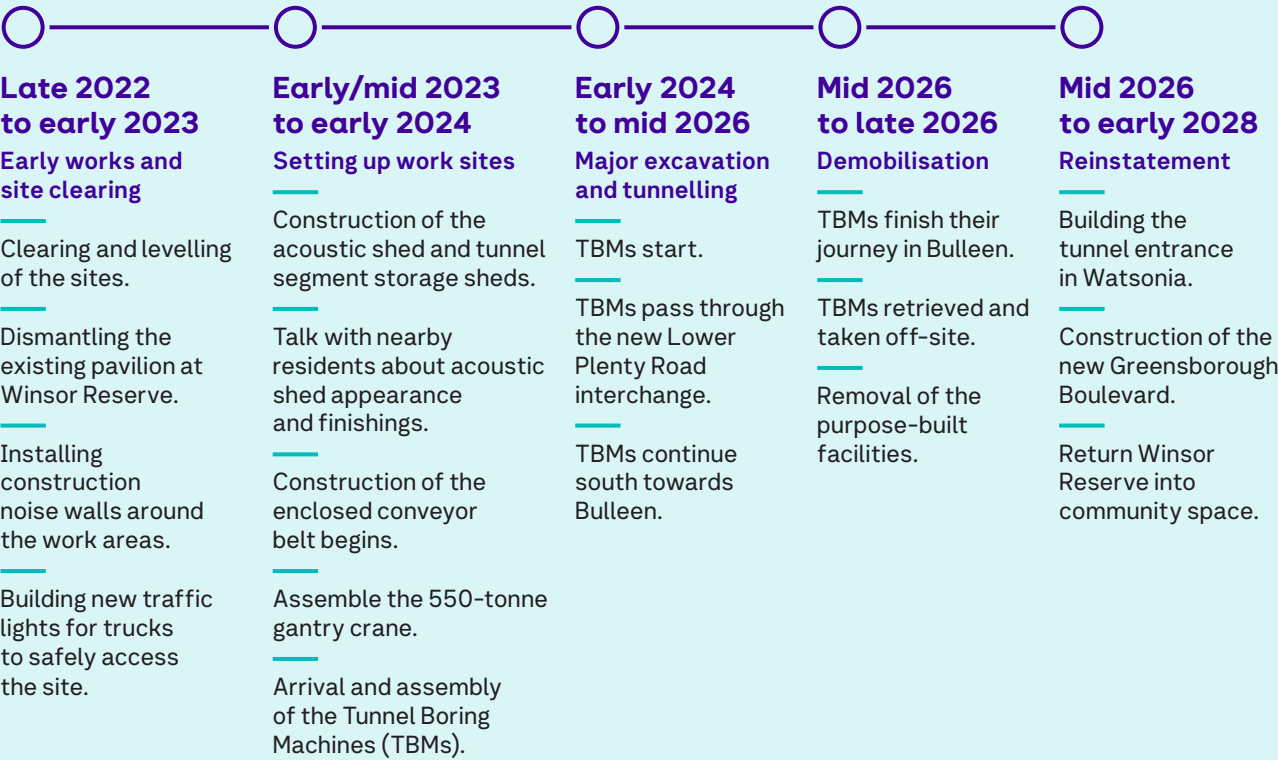 Late 2022
to early 2023
Early works and
site clearing
Clearing and levelling
of the sites.
Dismantling the
existing pavilion at
Winsor Reserve.
Installing
construction
noise walls around
the work areas.
Building new traffic
lights for trucks
to safely access
the site.
Early/mid 2023
to early 2024
Setting up work sites
Construction of the
acoustic shed and tunnel
segment storage sheds.
Talk with nearby
residents about acoustic
shed appearance
and finishings.
Construction of the
enclosed conveyor
belt begins.
Assemble the 550-tonne
gantry crane.
Arrival and assembly
of the Tunnel Boring
Machines (TBMs).
Early 2024
to mid 2026
Major excavation
and tunnelling
TBMs start.
TBMs pass through
the new Lower
Plenty Road
interchange.
TBMs continue
south towards
Bulleen.
Mid 2026
to late 2026
Demobilisation
TBMs finish their
journey in Bulleen.
TBMs retrieved and
taken off-site.
Removal of the
purpose-built
facilities.
Mid 2026
to early 2028
Reinstatement
Building the
tunnel entrance
in Watsonia.
Construction of the
new Greensborough
Boulevard.
Return Winsor
Reserve into
community space.